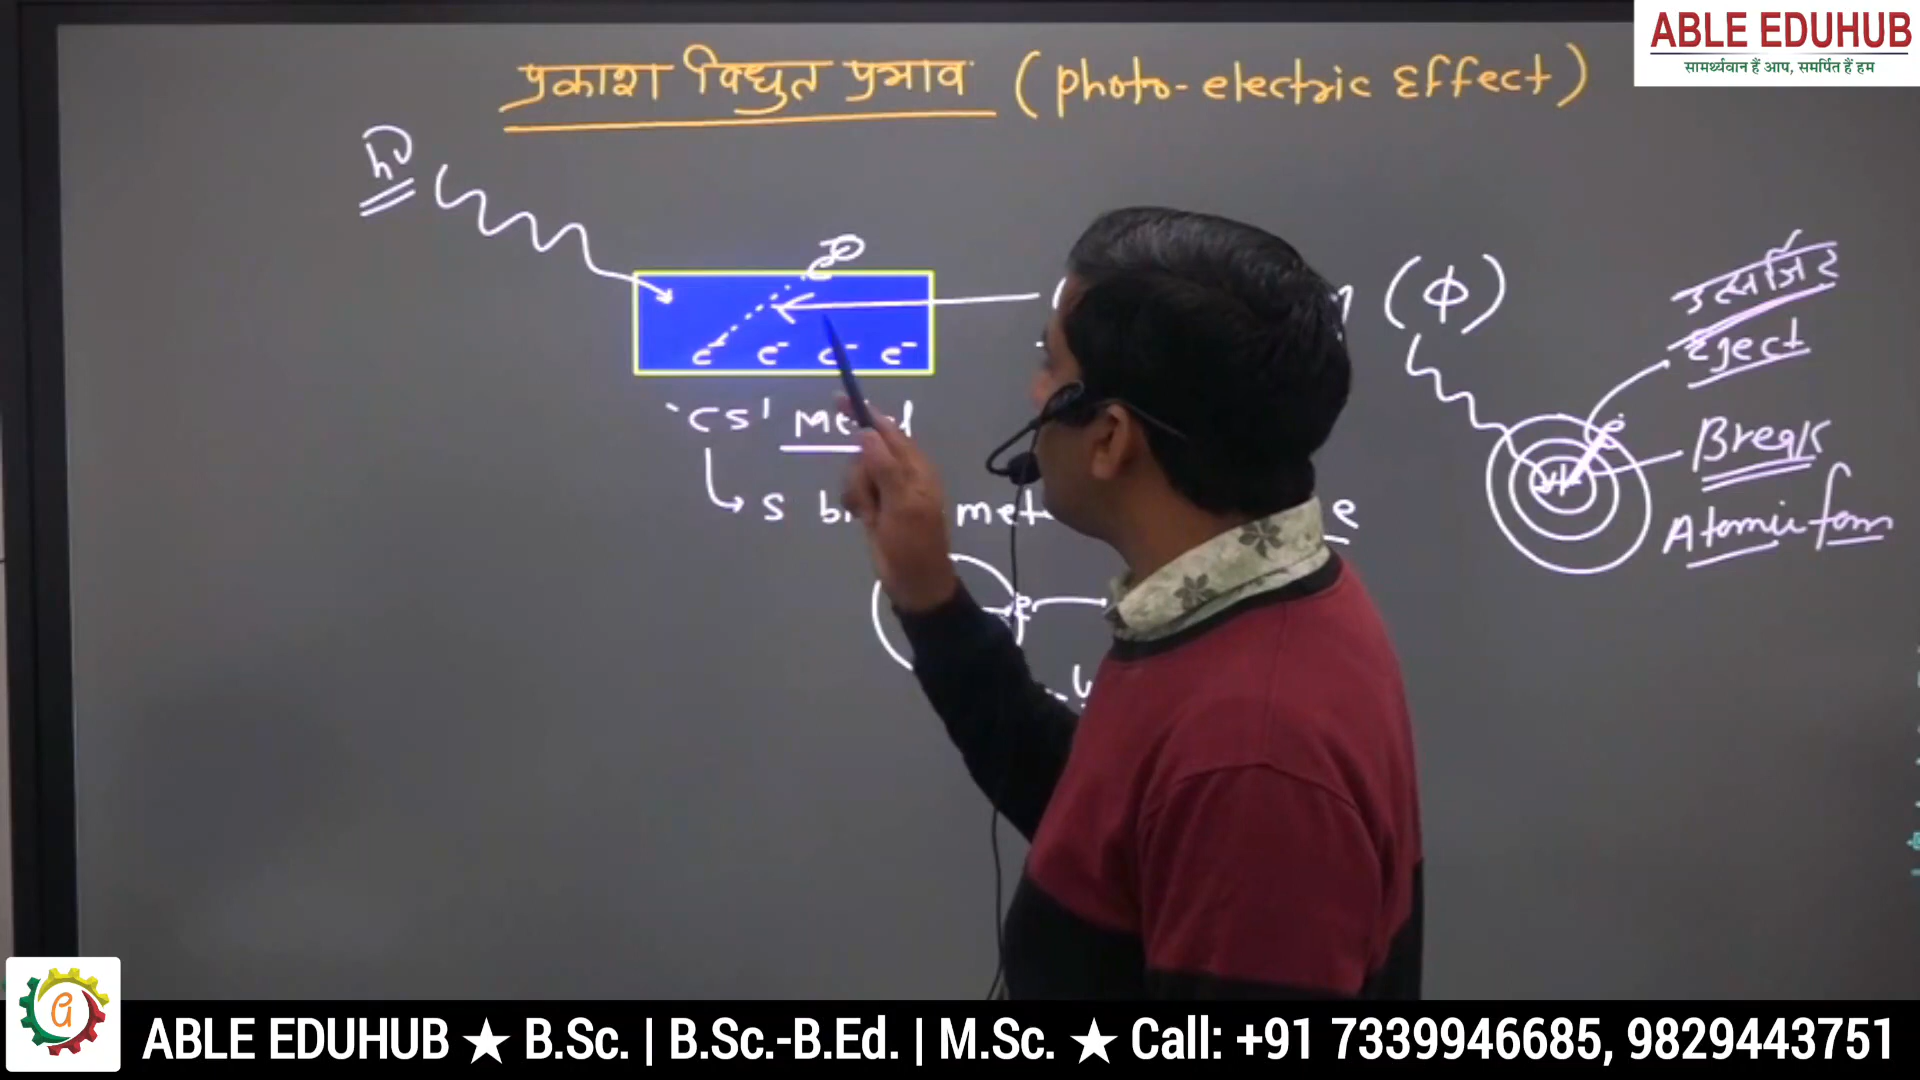 ABLE EDUHUB
सामर्थ्यवान हैं आप, समर्पित हैं हम
प्रकाश विद्युत प्रभाव (photo-electric Effect)
hν
(ϕ)
उत्सर्जित
Eject
e⁻ e⁻ e⁻ e⁻
'cs' Metal
Break
Atomic form
ABLE EDUHUB ★ B.Sc. | B.Sc.-B.Ed. | M.Sc. ★ Call: +91 7339946685, 9829443751